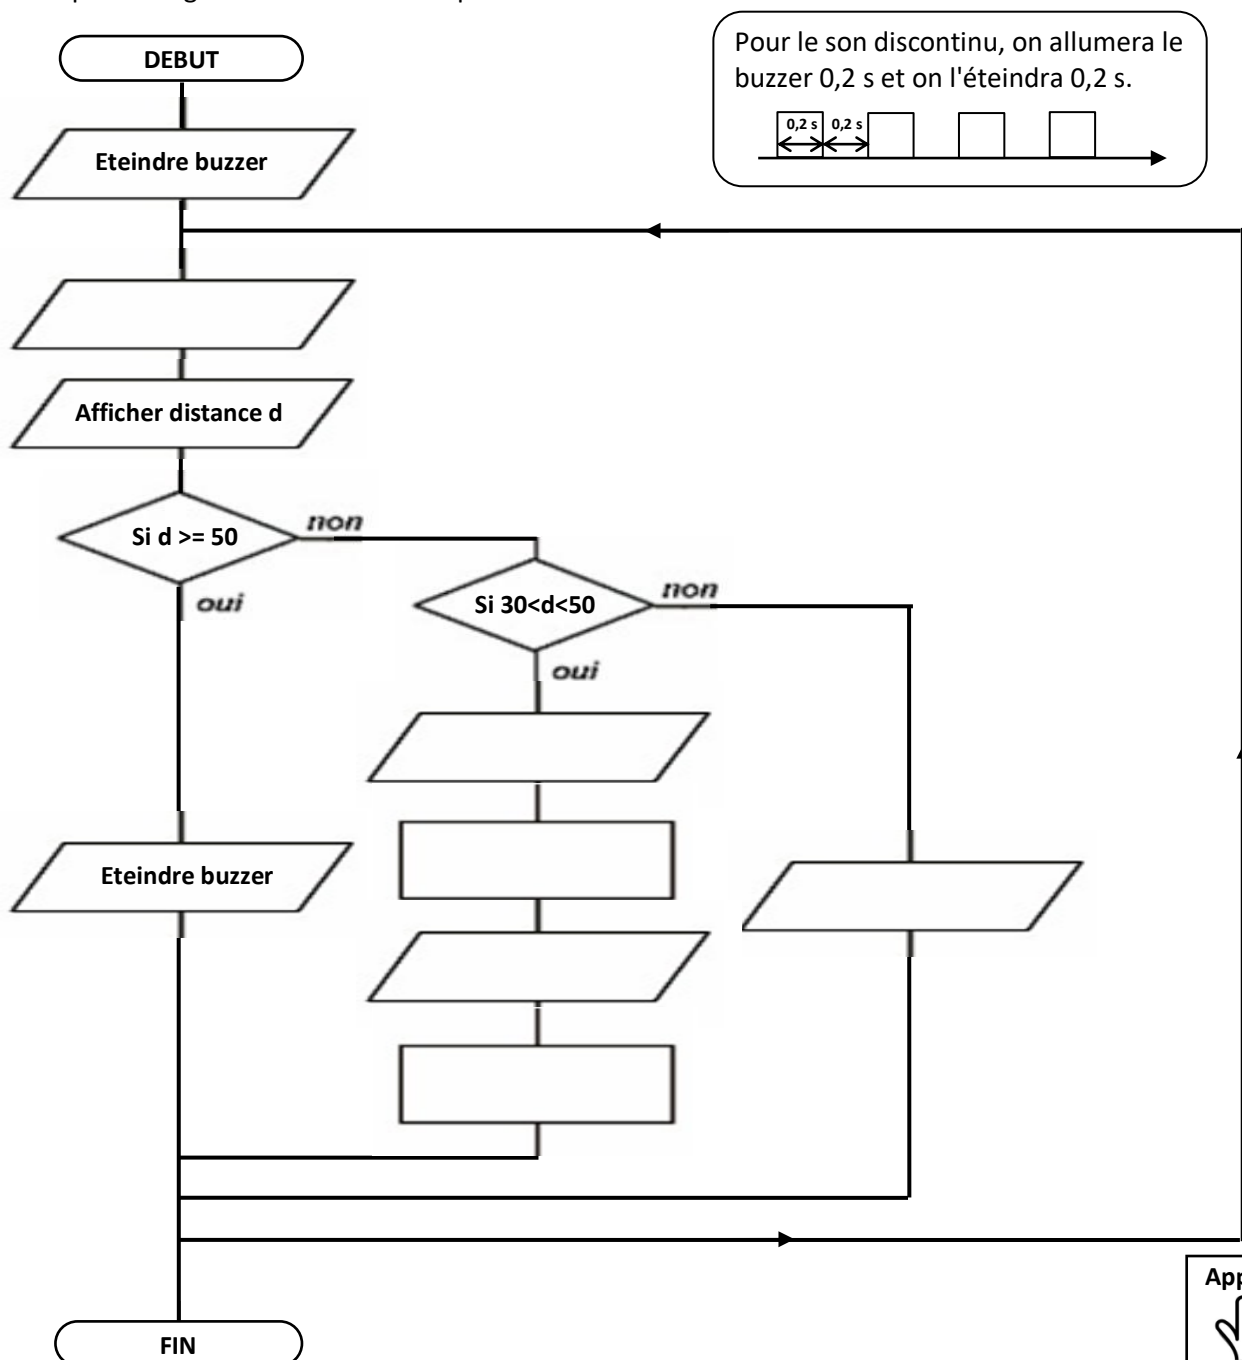 DEBUT
Pour le son discontinu, on allumera le
buzzer 0,2 s et on l'éteindra 0,2 s.
0,2 s 0,2 s
Eteindre buzzer
Afficher distance d
Si d >= 50
non
oui
Si 30<d<50
non
oui
Eteindre buzzer
FIN